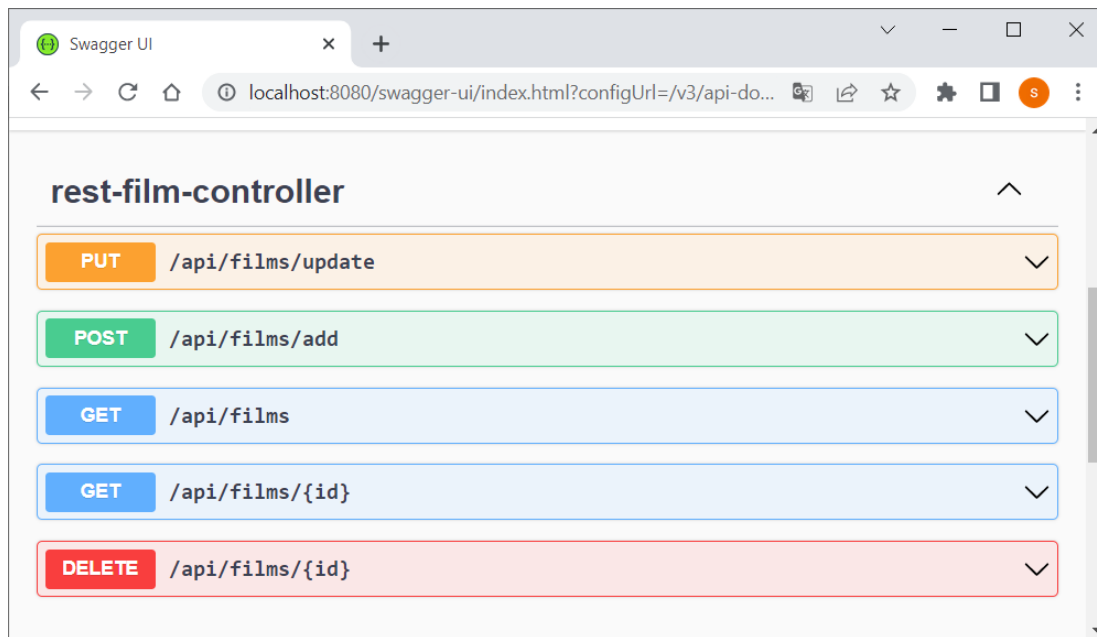 Swagger UI
localhost:8080/swagger-ui/index.html?configUrl=/v3/api-do...
S
rest-film-controller
PUT /api/films/update
POST /api/films/add
GET /api/films
GET /api/films/{id}
DELETE /api/films/{id}